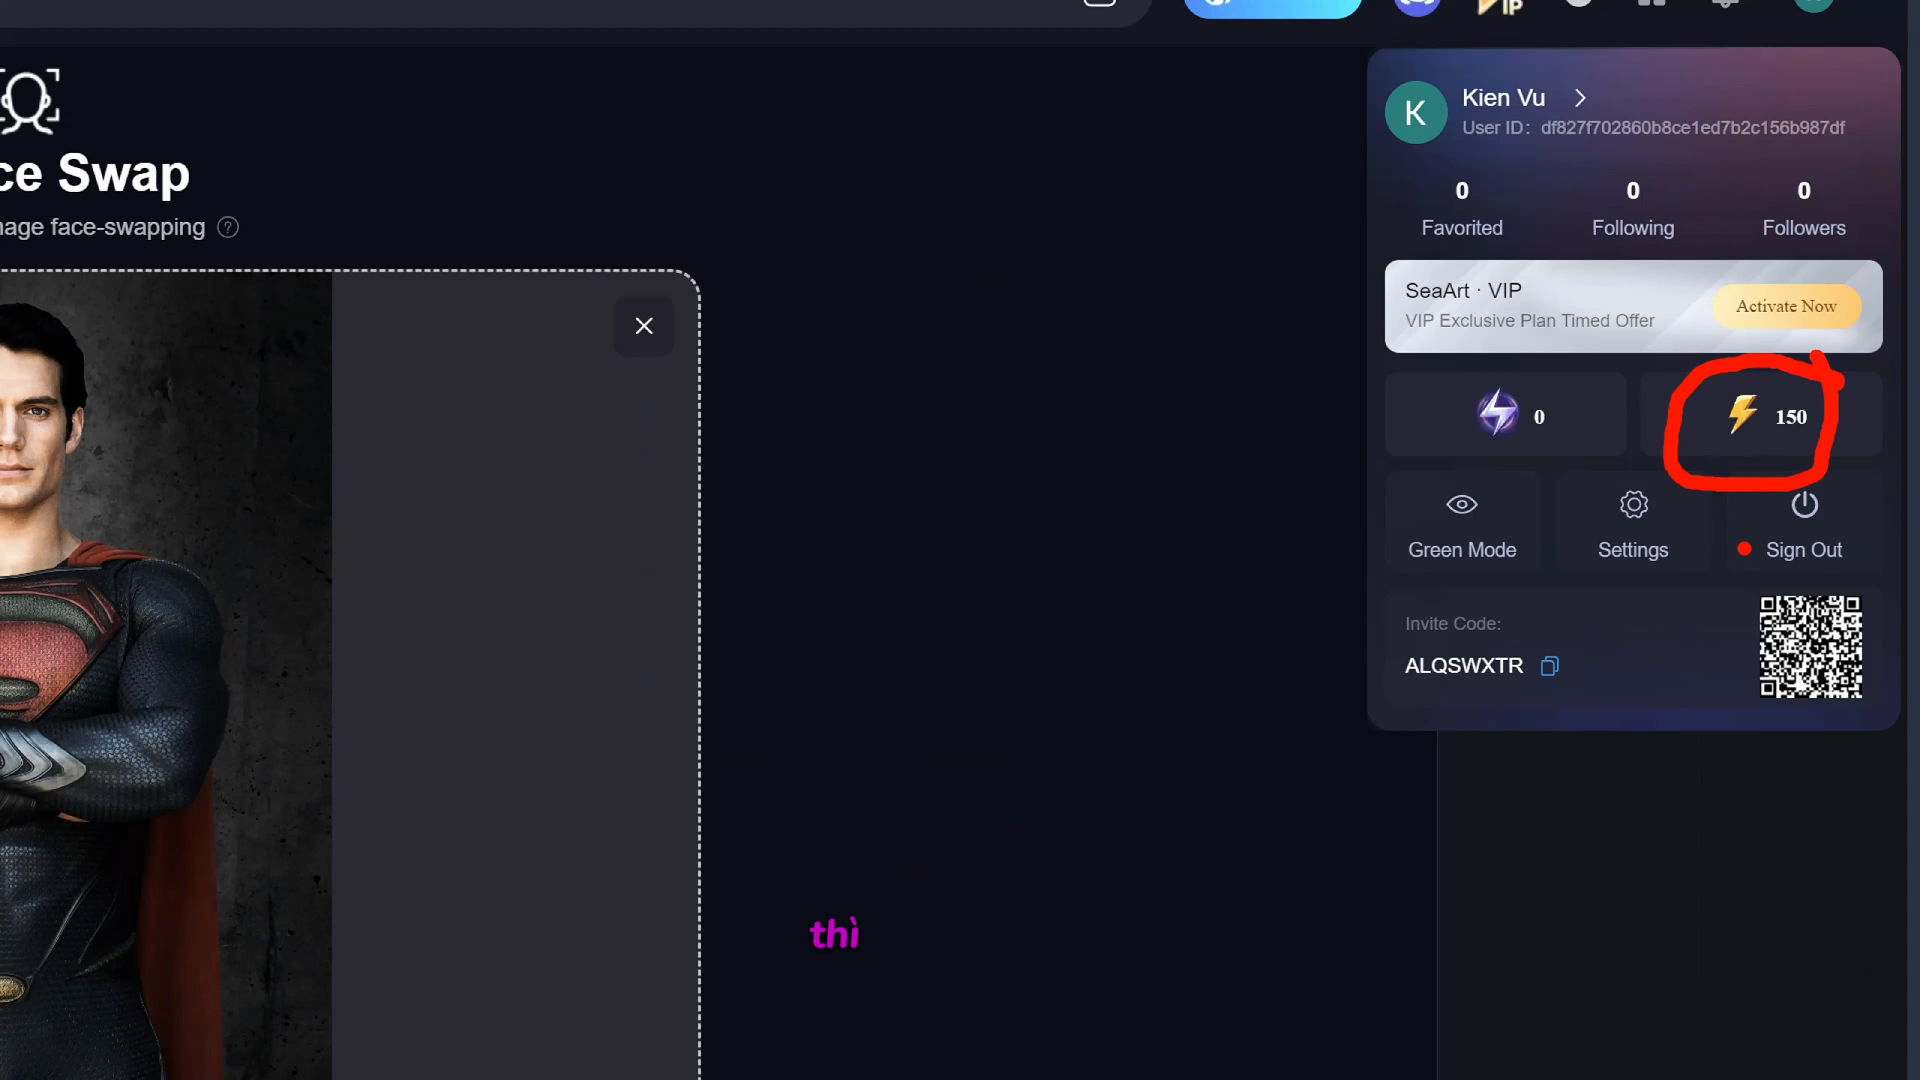 ce Swap
nage face-swapping ?
Kien Vu
K
User ID: df827f702860b8ce1ed7b2c156b987df
0 0 0
Favorited Following Followers
SeaArt · VIP
VIP Exclusive Plan Timed Offer
Activate Now
0
150
Green Mode Settings Sign Out
Invite Code:
ALQSWXTR
thì